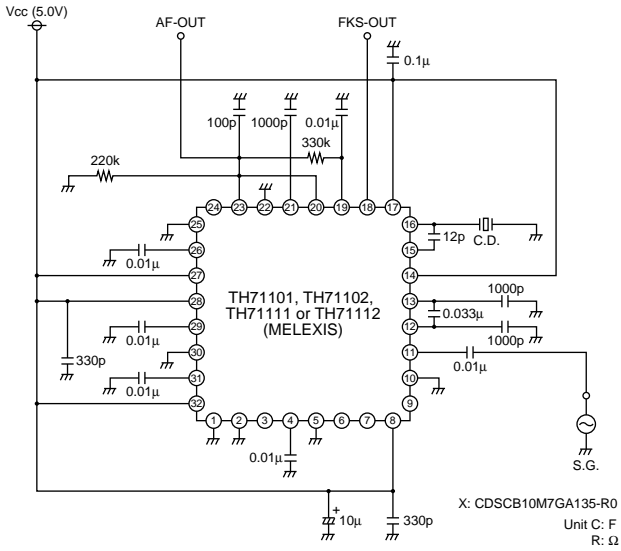 Vcc (5.0V)
AF-OUT
FKS-OUT
0.1µ
100p
1000p
0.01µ
330k
220k
24
23
22
21
20
19
18
17
25
16
12p
C.D.
26
0.01µ
15
27
14
28
TH71101, TH71102,
TH71111 or TH71112
(MELEXIS)
13
1000p
0.033µ
29
0.01µ
12
1000p
330p
30
11
0.01µ
31
0.01µ
10
32
9
1
2
3
4
5
6
7
8
0.01µ
S.G.
+
10µ
330p
X: CDSCB10M7GA135-R0
Unit C: F
R: Ω